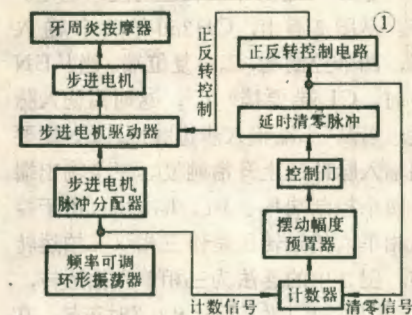 ①
牙周炎按摩器
步进电机
步进电机驱动器
步进电机
脉冲分配器
频率可调
环形振荡器
正反转控制
正反转控制电路
延时清零脉冲
控制门
摆动幅度
预置器
计数器
计数信号
清零信号